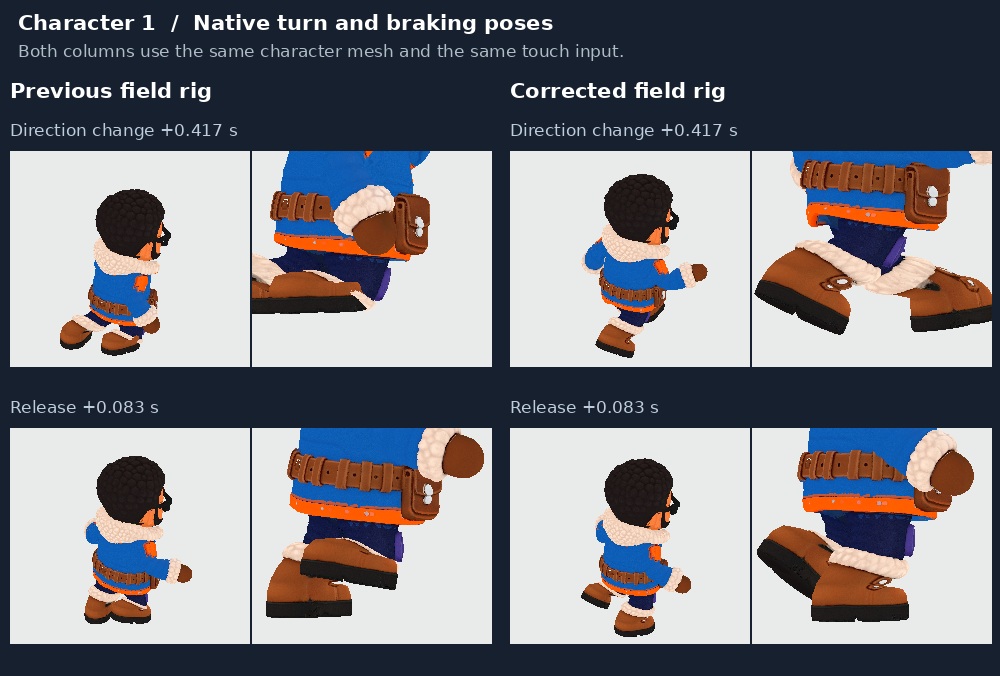 Character 1 / Native turn and braking poses
Both columns use the same character mesh and the same touch input.
Previous field rig
Corrected field rig
Direction change +0.417 s
Direction change +0.417 s
Release +0.083 s
Release +0.083 s